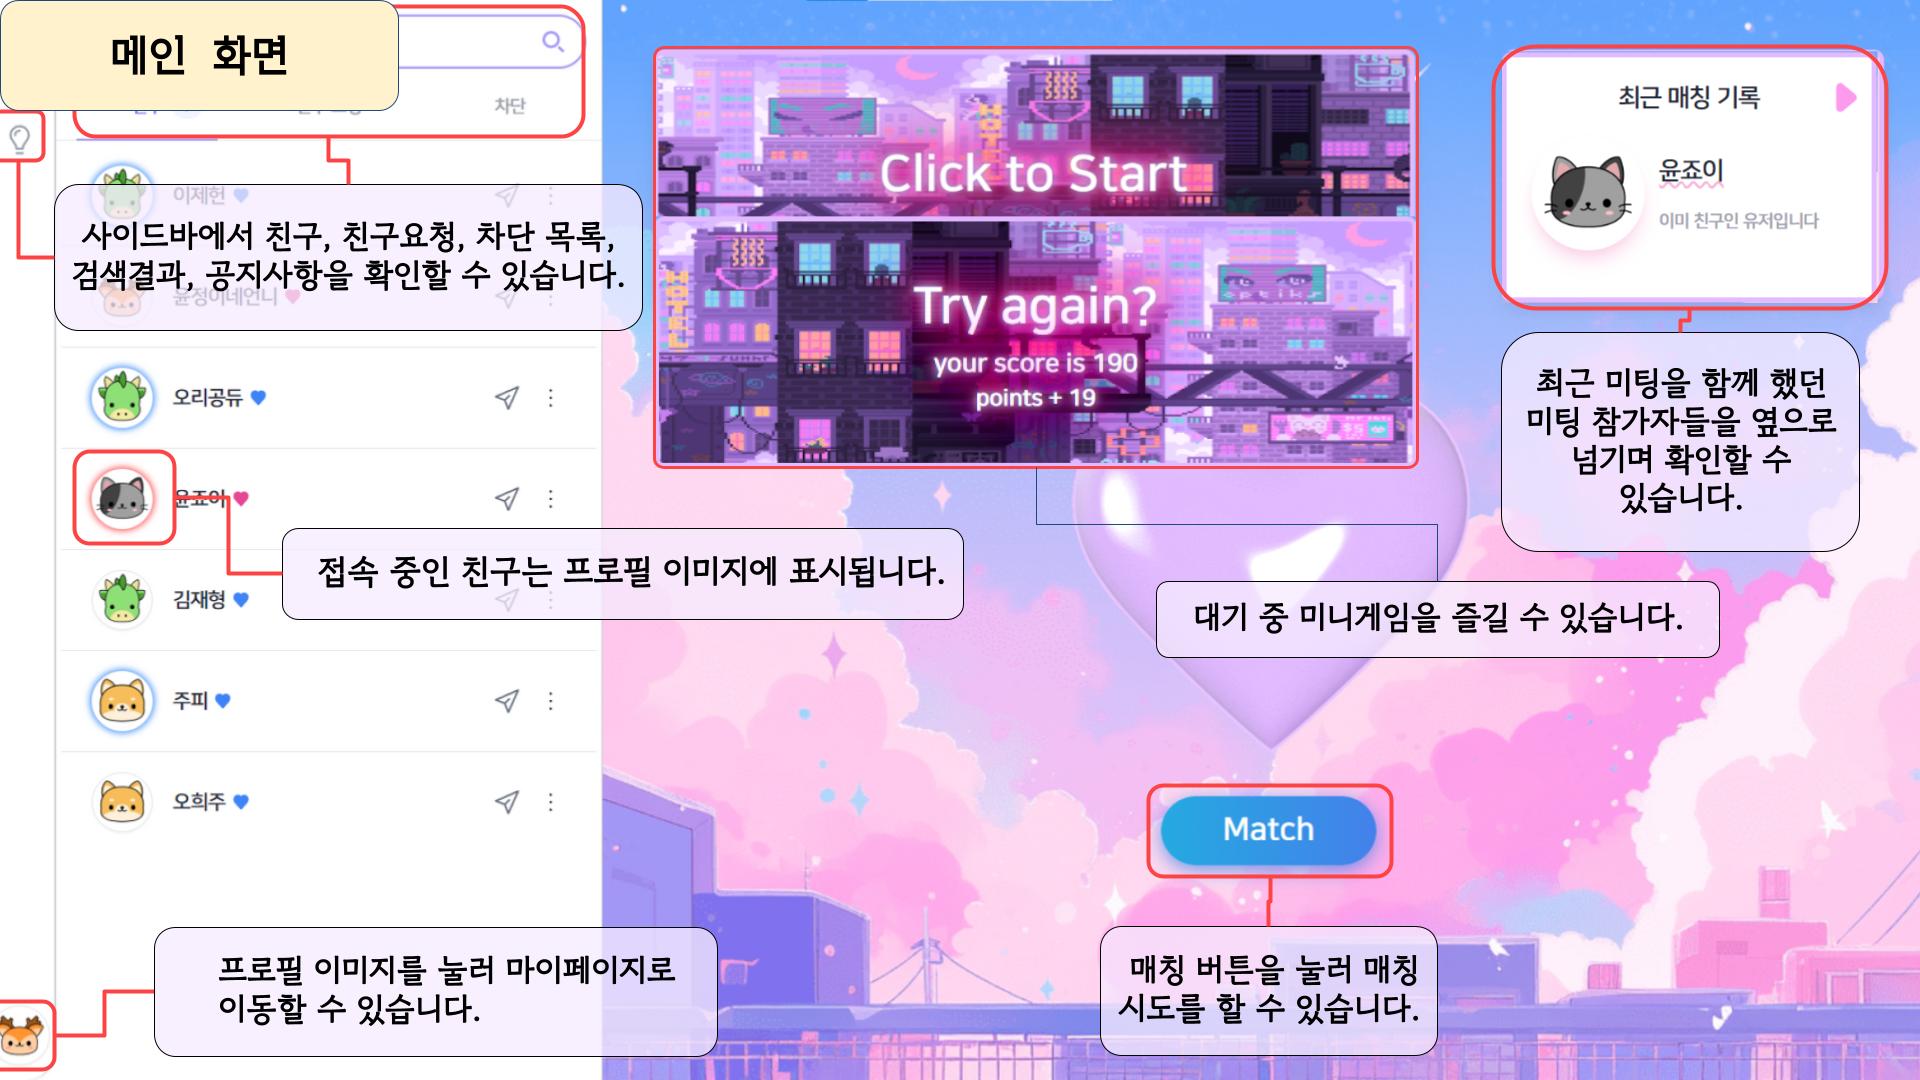 메인 화면
차단
이제헌
사이드바에서 친구, 친구요청, 차단 목록,
검색결과, 공지사항을 확인할 수 있습니다.
윤정이네언니
오리공듀
윤죠이
접속 중인 친구는 프로필 이미지에 표시됩니다.
김재형
주피
오희주
프로필 이미지를 눌러 마이페이지로
이동할 수 있습니다.
Click to Start
Try again?
your score is 190
points + 19
대기 중 미니게임을 즐길 수 있습니다.
Match
매칭 버튼을 눌러 매칭
시도를 할 수 있습니다.
최근 매칭 기록
윤죠이
이미 친구인 유저입니다
최근 미팅을 함께 했던
미팅 참가자들을 옆으로
넘기며 확인할 수
있습니다.